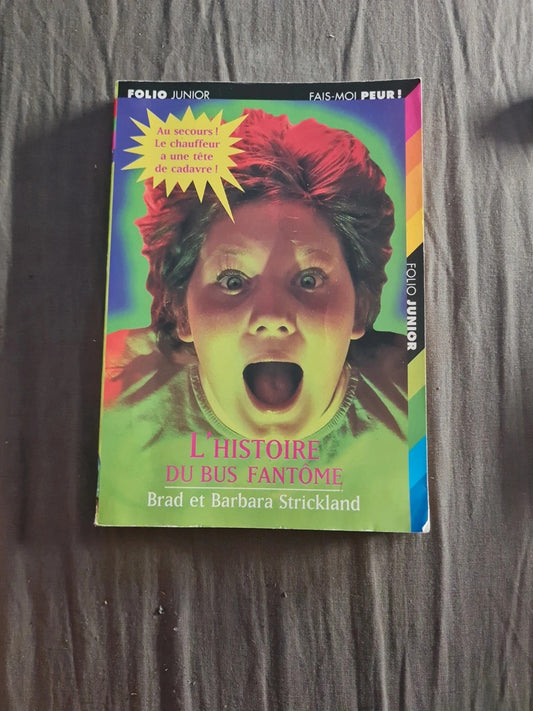 FOLIO JUNIOR
FAIS-MOI PEUR !
Au secours !
Le chauffeur
a une tête
de cadavre !
FOLIO JUNIOR
L'HISTOIRE
DU BUS FANTÔME
Brad et Barbara Strickland